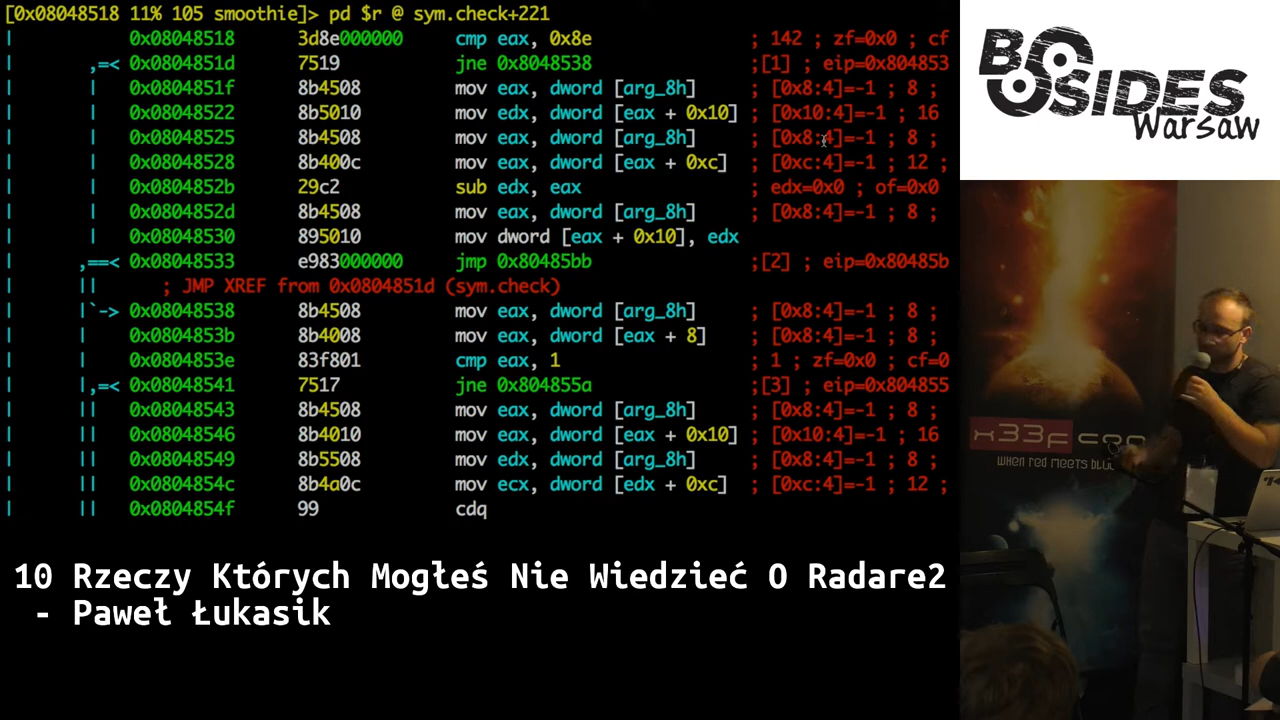 [0x08048518 11% 105 smoothie]> pd $r @ sym.check+221
| 0x08048518 3d8e000000 cmp eax, 0x8e ; 142 ; zf=0x0 ; cf
| ,=< 0x0804851d 7519 jne 0x8048538 ;[1] ; eip=0x804853
| | 0x0804851f 8b4508 mov eax, dword [arg_8h] ; [0x8:4]=-1 ; 8 ;
| | 0x08048522 8b5010 mov edx, dword [eax + 0x10] ; [0x10:4]=-1 ; 16
| | 0x08048525 8b4508 mov eax, dword [arg_8h] ; [0x8:4]=-1 ; 8 ;
| | 0x08048528 8b400c mov eax, dword [eax + 0xc] ; [0xc:4]=-1 ; 12 ;
| | 0x0804852b 29c2 sub edx, eax ; edx=0x0 ; of=0x0
| | 0x0804852d 8b4508 mov eax, dword [arg_8h] ; [0x8:4]=-1 ; 8 ;
| | 0x08048530 895010 mov dword [eax + 0x10], edx
| ,==< 0x08048533 e983000000 jmp 0x80485bb ;[2] ; eip=0x80485b
| || ; JMP XREF from 0x0804851d (sym.check)
| |`-> 0x08048538 8b4508 mov eax, dword [arg_8h] ; [0x8:4]=-1 ; 8 ;
| | 0x0804853b 8b4008 mov eax, dword [eax + 8] ; [0x8:4]=-1 ; 8 ;
| | 0x0804853e 83f801 cmp eax, 1 ; 1 ; zf=0x0 ; cf=0
| |,=< 0x08048541 7517 jne 0x804855a ;[3] ; eip=0x804855
| || 0x08048543 8b4508 mov eax, dword [arg_8h] ; [0x8:4]=-1 ; 8 ;
| || 0x08048546 8b4010 mov eax, dword [eax + 0x10] ; [0x10:4]=-1 ; 16
| || 0x08048549 8b5508 mov edx, dword [arg_8h] ; [0x8:4]=-1 ; 8 ;
| || 0x0804854c 8b4a0c mov ecx, dword [edx + 0xc] ; [0xc:4]=-1 ; 12 ;
| || 0x0804854f 99 cdq
10 Rzeczy Których Mogłeś Nie Wiedzieć O Radare2
- Paweł Łukasik
BSIDES
Warsaw
x33fcon
When red meets